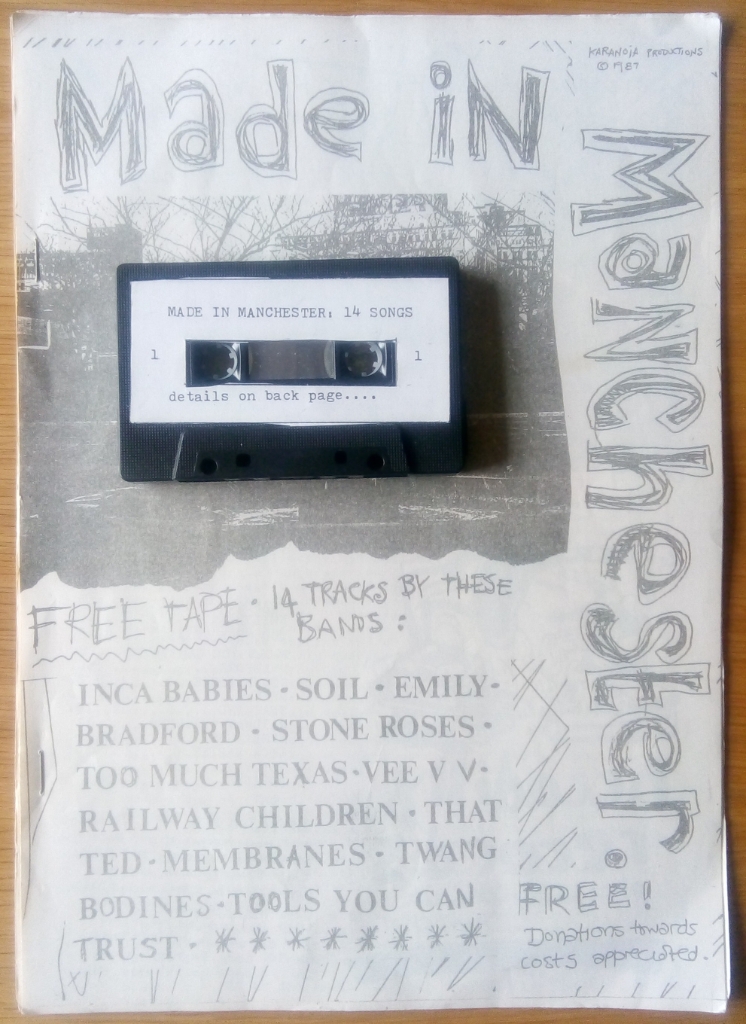 Made iN
KARANOJA PRODUCTIONS
© 1987
MaNchester.
MADE IN MANCHESTER: 14 SONGS
1 1
details on back page....
FREE TAPE · 14 TRACKS BY THESE
BANDS :
INCA BABIES · SOIL · EMILY ·
BRADFORD · STONE ROSES ·
TOO MUCH TEXAS · VEE V V ·
RAILWAY CHILDREN · THAT
TED · MEMBRANES · TWANG
BODINES · TOOLS YOU CAN
TRUST · * * * * * * * *
FREE!
Donations towards
costs appreciated.